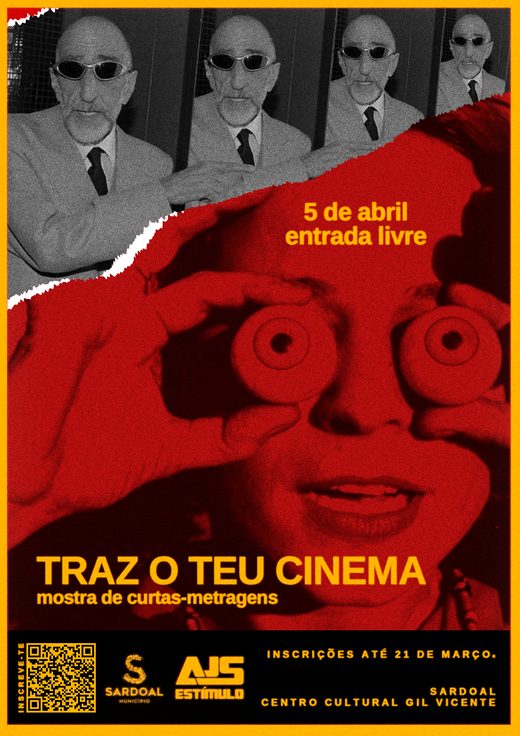 5 de abril
entrada livre
TRAZ O TEU CINEMA
mostra de curtas-metragens
INSCREVE-TE
SARDOAL
MUNICÍPIO
AJS
ESTÍMULO
INSCRIÇÕES ATÉ 21 DE MARÇO.
SARDOAL
CENTRO CULTURAL GIL VICENTE